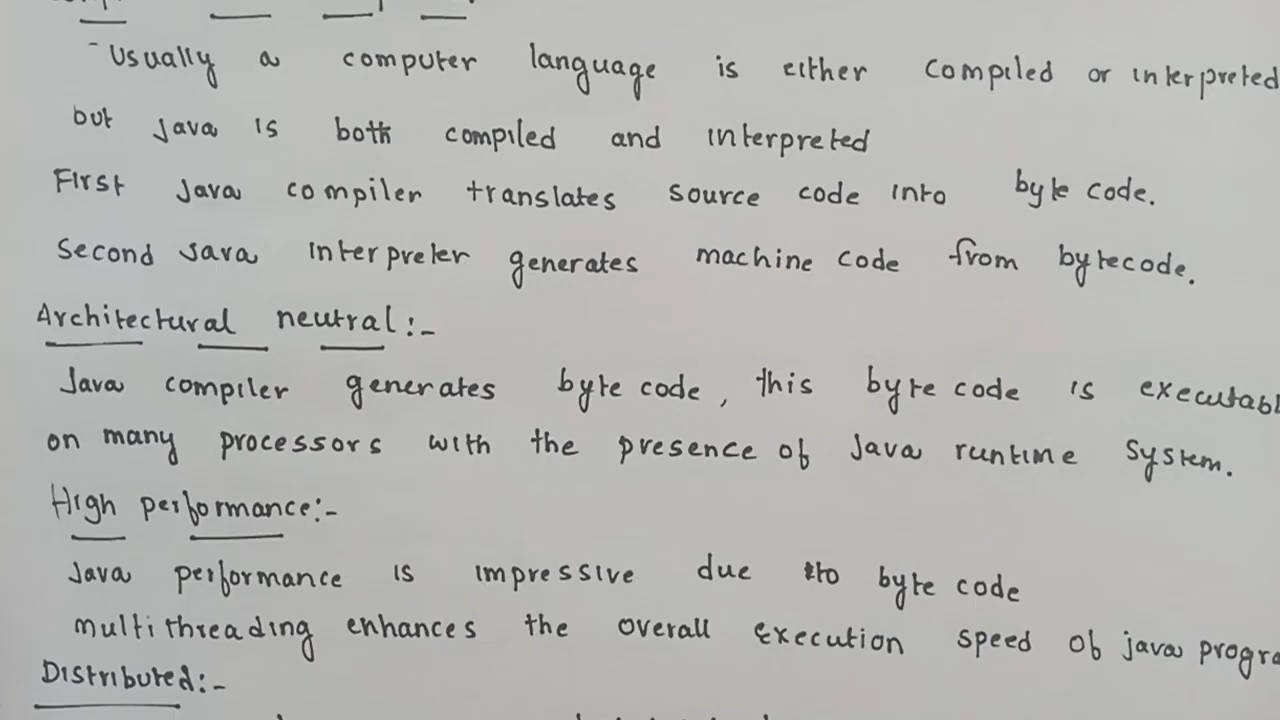 -Usually a computer language is either compiled or interpreted
but java is both compiled and interpreted
First java compiler translates source code into byte code.
Second java interpreter generates machine code from bytecode.
Architectural neutral:-
Java compiler generates byte code, this byte code is executabl
on many processors with the presence of Java runtime system.
High performance:-
Java performance is impressive due to byte code
multithreading enhances the overall execution speed of java progra
Distributed:-